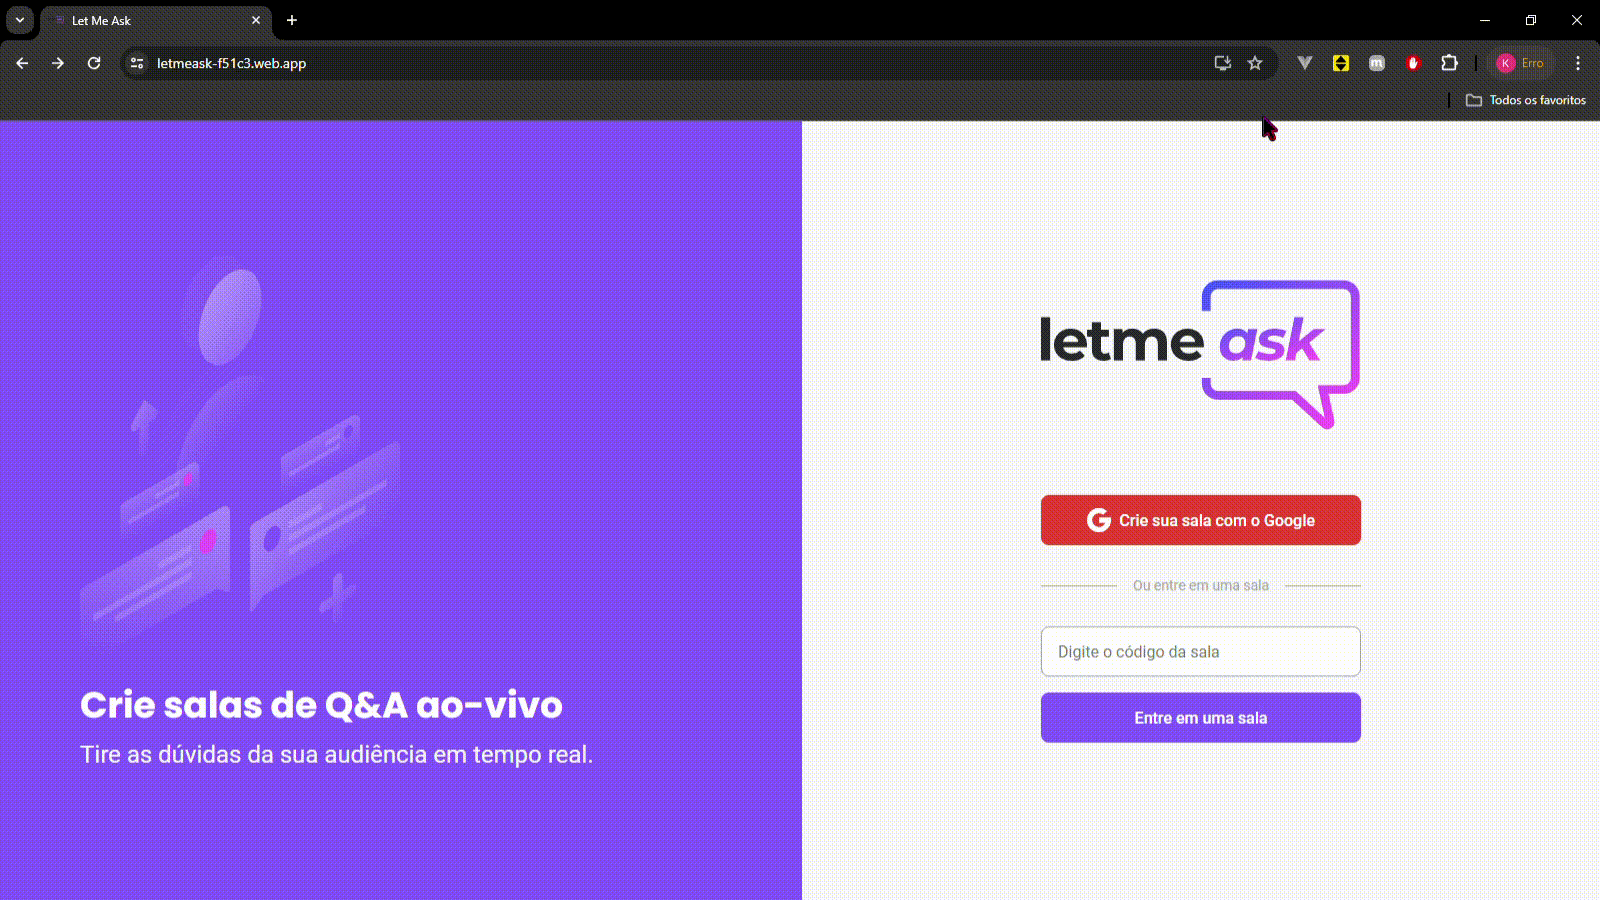 Let Me Ask
letmeask-f51c3.web.app
m
K Erro
Todos os favoritos
letme ask
Crie sua sala com o Google
Ou entre em uma sala
Digite o código da sala
Entre em uma sala
Crie salas de Q&A ao-vivo
Tire as dúvidas da sua audiência em tempo real.